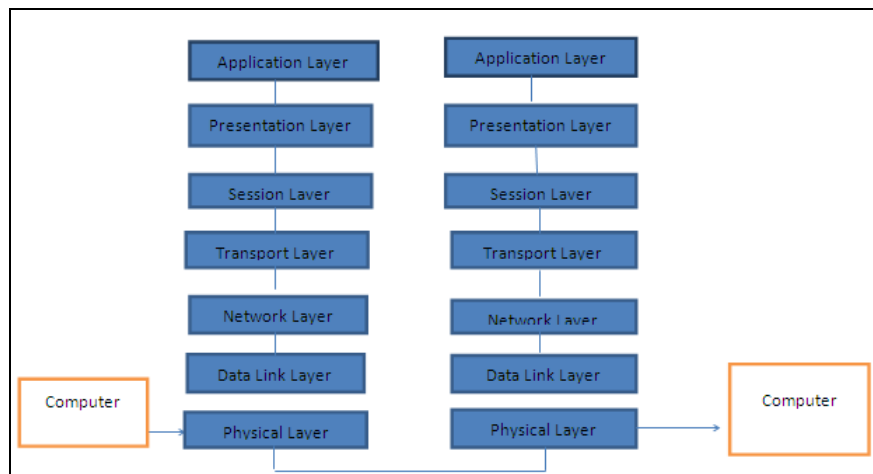 Application Layer
Presentation Layer
Session Layer
Transport Layer
Network Layer
Data Link Layer
Physical Layer
Computer
Application Layer
Presentation Layer
Session Layer
Transport Layer
Network Layer
Data Link Layer
Physical Layer
Computer